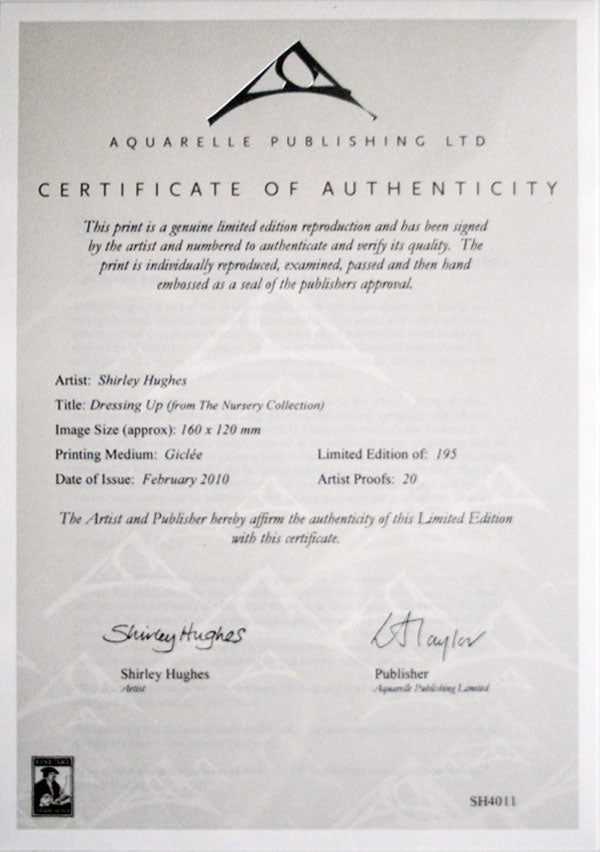 AQUARELLE PUBLISHING LTD
CERTIFICATE OF AUTHENTICITY
This print is a genuine limited edition reproduction and has been signed
by the artist and numbered to authenticate and verify its quality. The
print is individually reproduced, examined, passed and then hand
embossed as a seal of the publishers approval.
Artist: Shirley Hughes
Title: Dressing Up (from The Nursery Collection)
Image Size (approx): 160 x 120 mm
Printing Medium: Giclée Limited Edition of: 195
Date of Issue: February 2010 Artist Proofs: 20
The Artist and Publisher hereby affirm the authenticity of this Limited Edition
with this certificate.
Shirley Hughes Taylor
Shirley Hughes Publisher
Artist Aquarelle Publishing Limited
FINE ART
SH4011